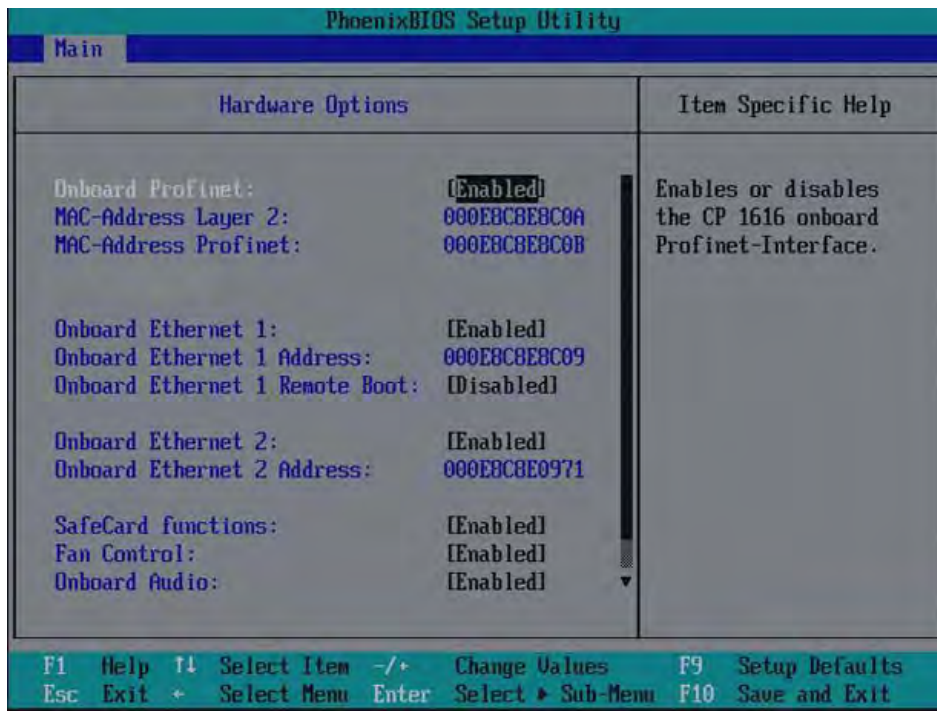 PhoenixBIOS Setup Utility
Main
Hardware Options
Item Specific Help
Onboard Profinet: [Enabled]
MAC-Address Layer 2: 000E8C8E8C0A
MAC-Address Profinet: 000E8C8E8C0B
Onboard Ethernet 1: [Enabled]
Onboard Ethernet 1 Address: 000E8C8E8C09
Onboard Ethernet 1 Remote Boot: [Disabled]
Onboard Ethernet 2: [Enabled]
Onboard Ethernet 2 Address: 000E8C8E0971
SafeCard functions: [Enabled]
Fan Control: [Enabled]
Onboard Audio: [Enabled]
Enables or disables
the CP 1616 onboard
Profinet-Interface.
F1 Help ↑↓ Select Item -/+ Change Values F9 Setup Defaults
Esc Exit ← Select Menu Enter Select ▶ Sub-Menu F10 Save and Exit